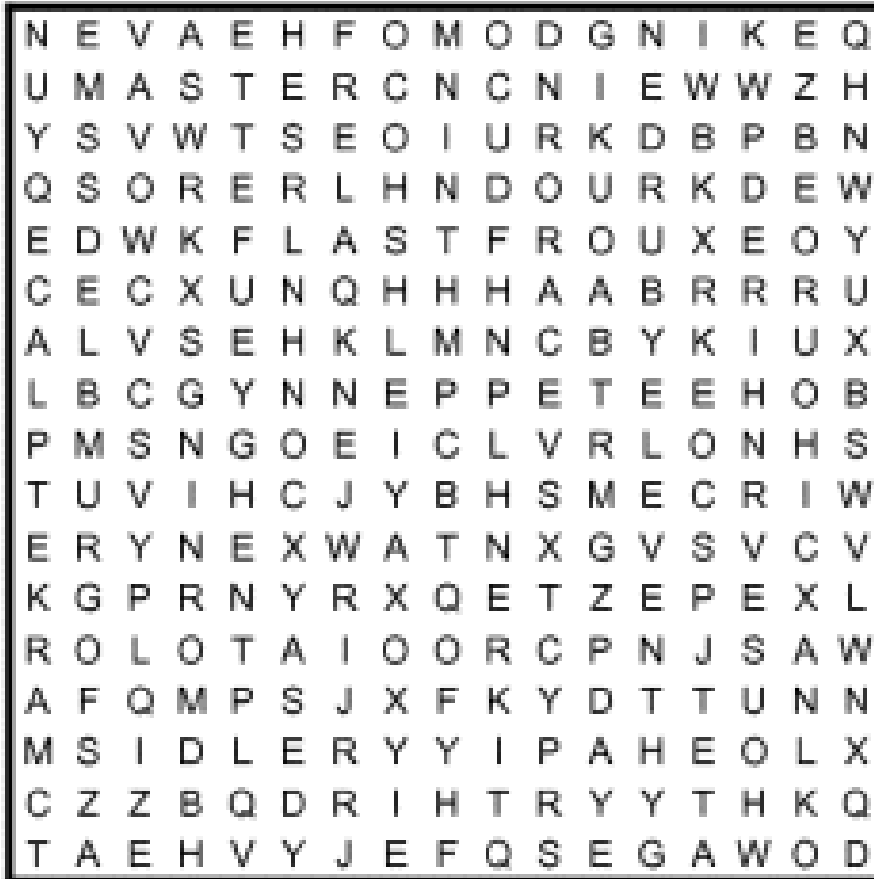 N E V A E H F O M O D G N I K E Q
U M A S T E R C N C N I E W W Z H
Y S V W T S E O I U R K D B P B N
Q S O R E R L H N D O U R K D E W
E D W K F L A S T F R O U X E O Y
C E C X U N Q H H H A A B R R R U
A L V S E H K L M N C B Y K I U X
L B C G Y N N E P P E T E E H O B
P M S N G O E I C L V R L O N H S
T U V I H C J Y B H S M E C R I W
E R Y N E X W A T N X G V S V C V
K G P R N Y R X Q E T Z E P E X L
R O L O T A I O O R C P N J S A W
A F Q M P S J X F K Y D T T U N N
M S I D L E R Y Y I P A H E O L X
C Z Z B Q D R I H T R Y Y T H K Q
T A E H V Y J E F Q S E G A W O D